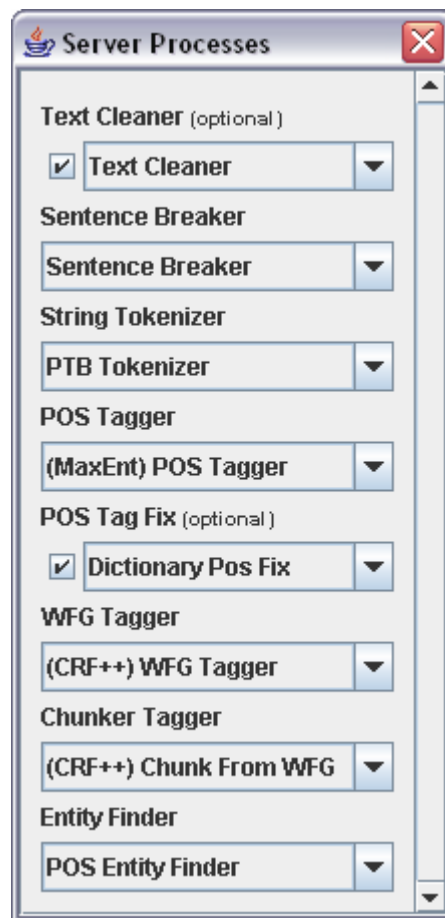 Server Processes
Text Cleaner (optional)
Text Cleaner
Sentence Breaker
Sentence Breaker
String Tokenizer
PTB Tokenizer
POS Tagger
(MaxEnt) POS Tagger
POS Tag Fix (optional)
Dictionary Pos Fix
WFG Tagger
(CRF++) WFG Tagger
Chunker Tagger
(CRF++) Chunk From WFG
Entity Finder
POS Entity Finder